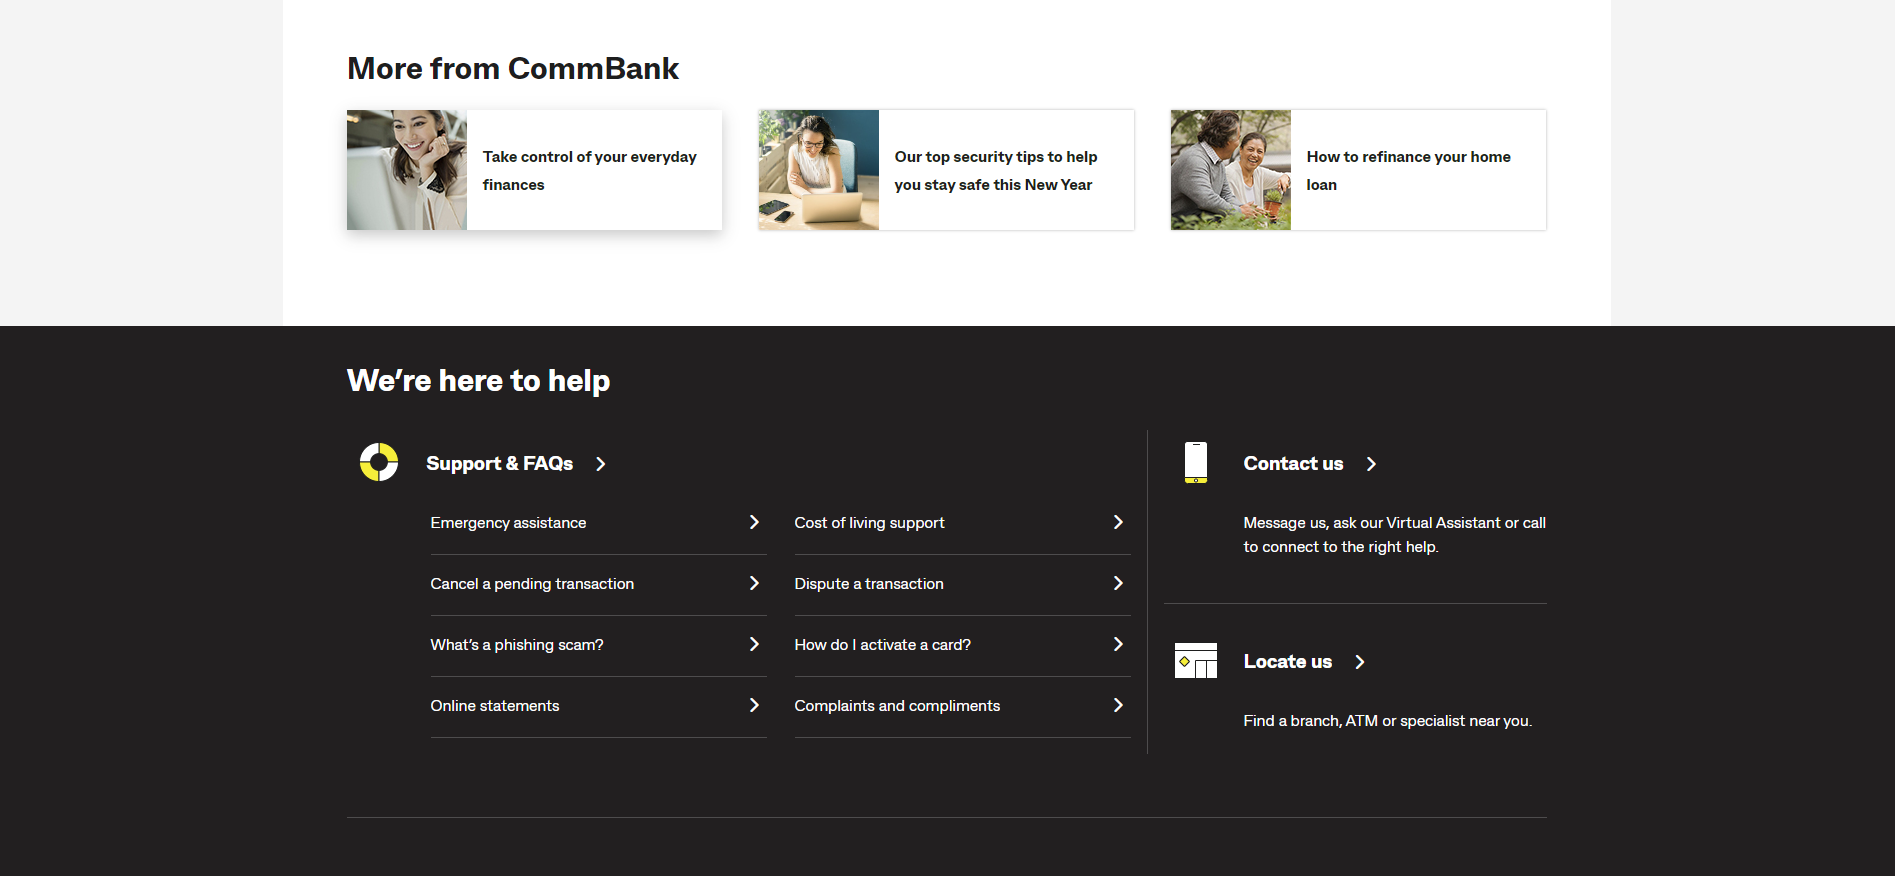 More from CommBank
Take control of your everyday
finances
Our top security tips to help
you stay safe this New Year
How to refinance your home
loan
We’re here to help
Support & FAQs
Emergency assistance
Cost of living support
Cancel a pending transaction
Dispute a transaction
What’s a phishing scam?
How do I activate a card?
Online statements
Complaints and compliments
Contact us
Message us, ask our Virtual Assistant or call
to connect to the right help.
Locate us
Find a branch, ATM or specialist near you.